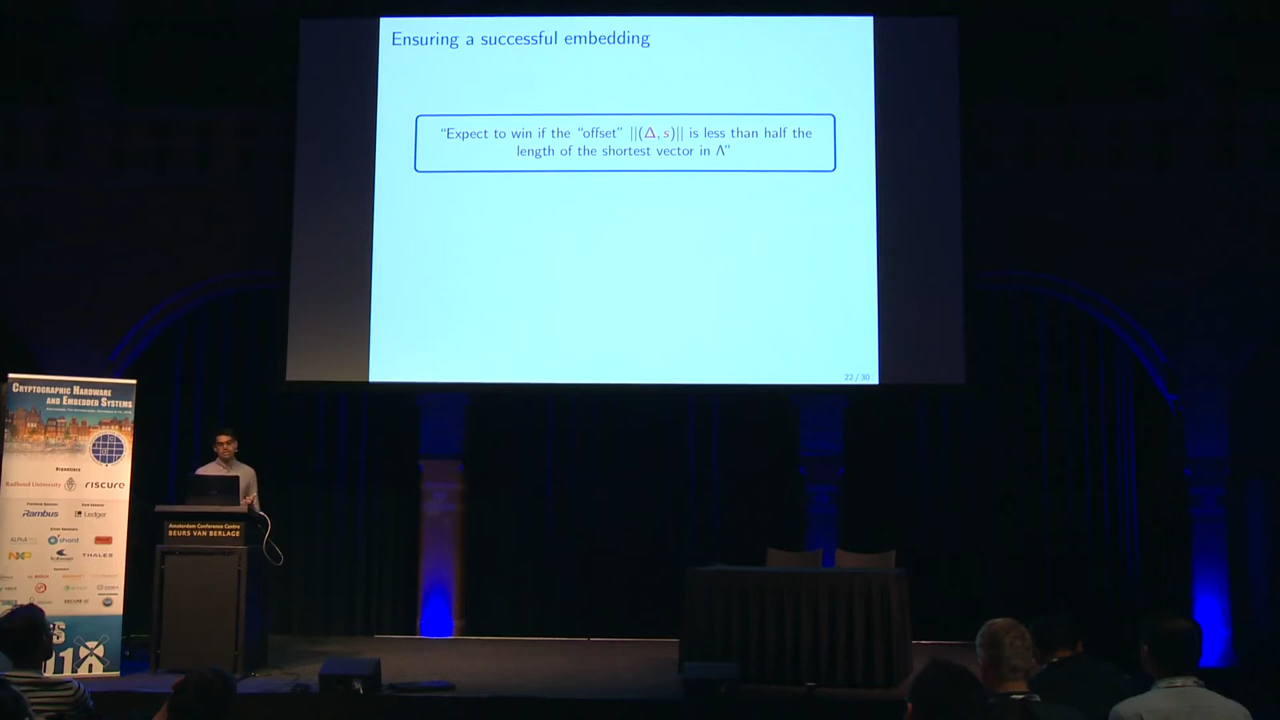 Ensuring a successful embedding
“Expect to win if the “offset” ||(Δ, s)|| is less than half the
length of the shortest vector in Λ”
22 / 30
Cryptographic Hardware
and Embedded Systems
Organizers
Radboud University
riscure
Rambus
Ledger
NXP
THALES
Amsterdam Conference Centre
BEURS VAN BERLAGE